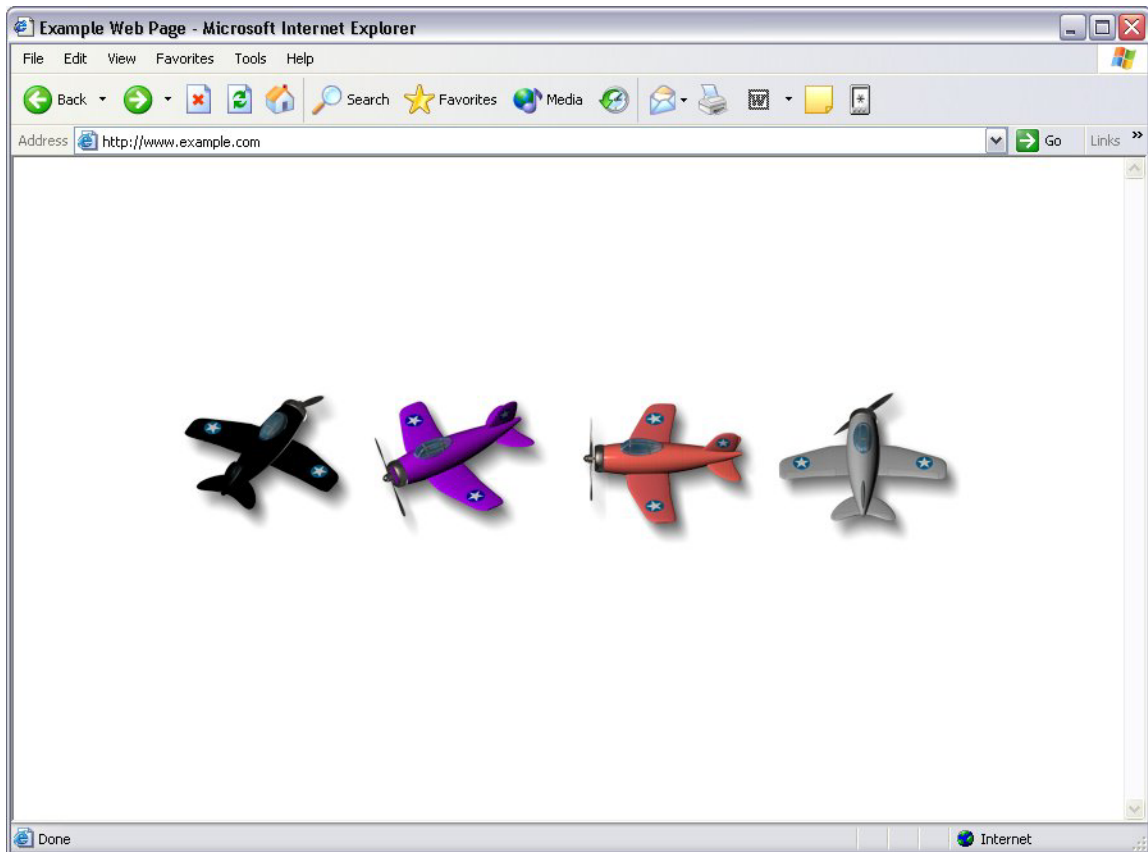 Example Web Page - Microsoft Internet Explorer
File Edit View Favorites Tools Help
Back Search Favorites Media
Address http://www.example.com Go Links »
Done Internet